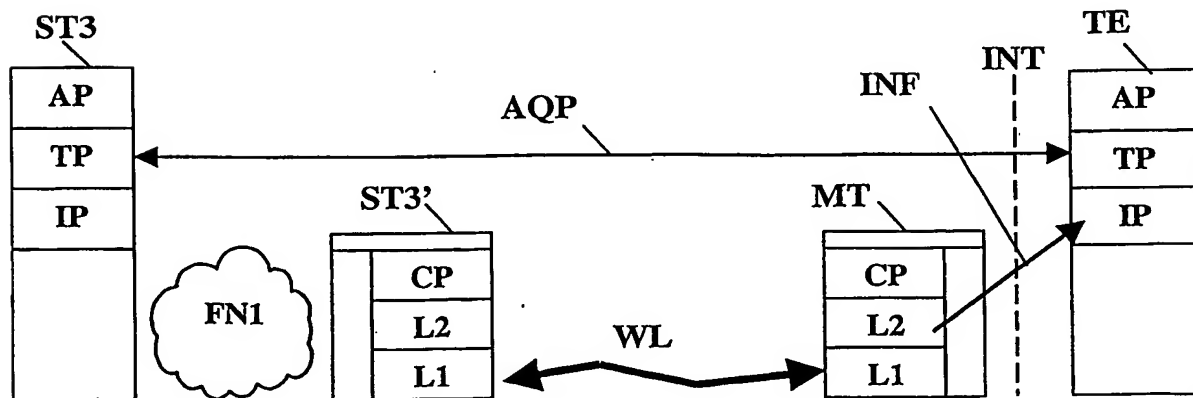 ST3
AP
TP
IP
FN1
AQP
ST3'
CP
L2
L1
WL
MT
CP
L2
L1
INF
INT
TE
AP
TP
IP